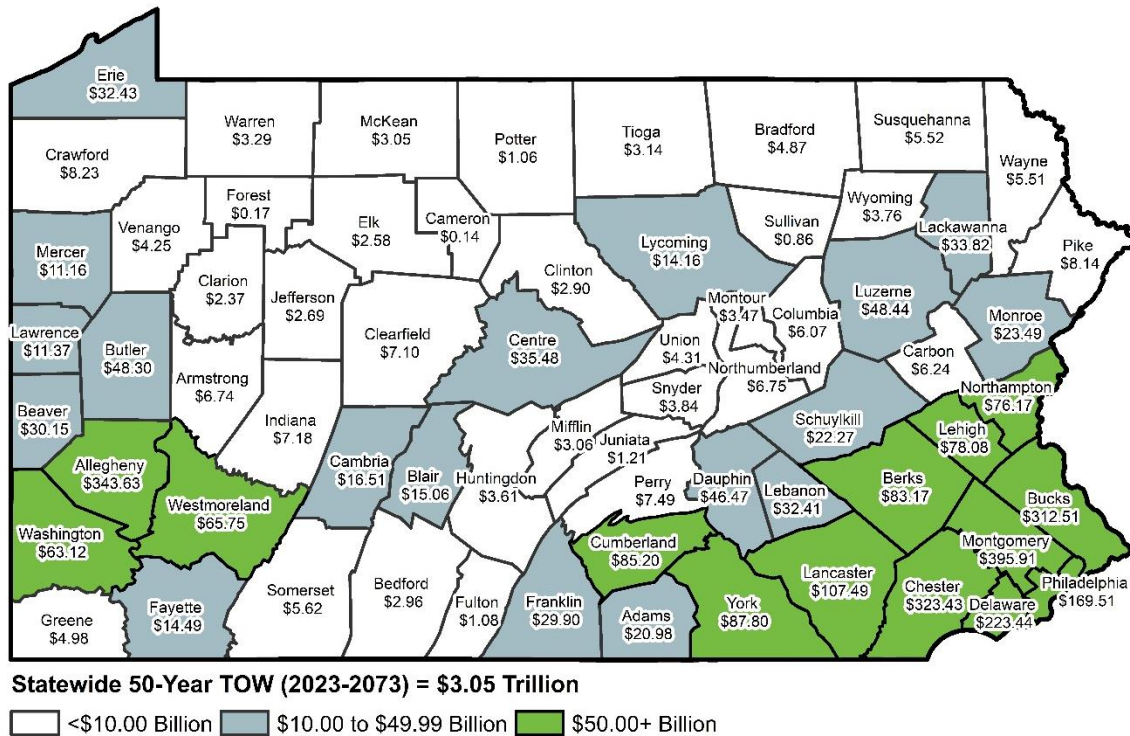 Erie
$32.43
Warren
$3.29
McKean
$3.05
Potter
$1.06
Tioga
$3.14
Bradford
$4.87
Susquehanna
$5.52
Wayne
$5.51
Crawford
$8.23
Forest
$0.17
Venango
$4.25
Elk
$2.58
Cameron
$0.14
Wyoming
$3.76
Sullivan
$0.86
Lackawanna
$33.82
Pike
$8.14
Mercer
$11.16
Clarion
$2.37
Jefferson
$2.69
Clinton
$2.90
Lycoming
$14.16
Luzerne
$48.44
Monroe
$23.49
Lawrence
$11.37
Butler
$48.30
Clearfield
$7.10
Centre
$35.48
Montour
$3.47
Columbia
$6.07
Union
$4.31
Carbon
$6.24
Northumberland
$6.75
Snyder
$3.84
Armstrong
$6.74
Northampton
$76.17
Beaver
$30.15
Indiana
$7.18
Mifflin
$3.06
Juniata
$1.21
Schuylkill
$22.27
Lehigh
$78.08
Allegheny
$343.63
Cambria
$16.51
Blair
$15.06
Huntingdon
$3.61
Perry
$7.49
Dauphin
$46.47
Lebanon
$32.41
Berks
$83.17
Bucks
$312.51
Westmoreland
$65.75
Washington
$63.12
Cumberland
$85.20
Montgomery
$395.91
Lancaster
$107.49
Chester
$323.43
Philadelphia
$169.51
Delaware
$223.44
Somerset
$5.62
Bedford
$2.96
Fulton
$1.08
Franklin
$29.90
Adams
$20.98
York
$87.80
Greene
$4.98
Fayette
$14.49
Statewide 50-Year TOW (2023-2073) = $3.05 Trillion
<$10.00 Billion
$10.00 to $49.99 Billion
$50.00+ Billion